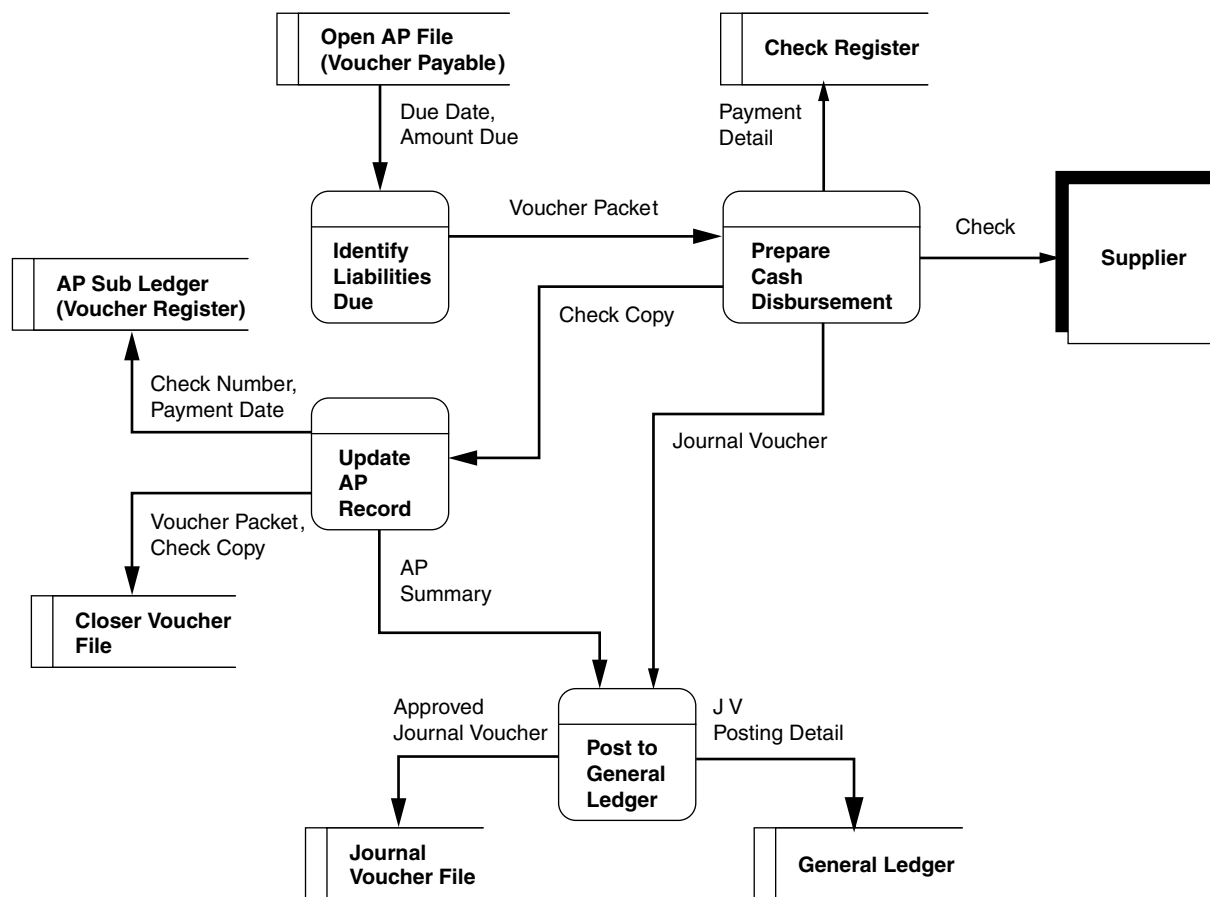 Open AP File
(Voucher Payable)
Check Register
Due Date,
Amount Due
Payment
Detail
Voucher Packet
Check
Identify
Liabilities
Due
Prepare
Cash
Disbursement
Supplier
AP Sub Ledger
(Voucher Register)
Check Copy
Check Number,
Payment Date
Journal Voucher
Update
AP
Record
Voucher Packet,
Check Copy
AP
Summary
Closer Voucher
File
Approved
Journal Voucher
J V
Posting Detail
Post to
General
Ledger
Journal
Voucher File
General Ledger